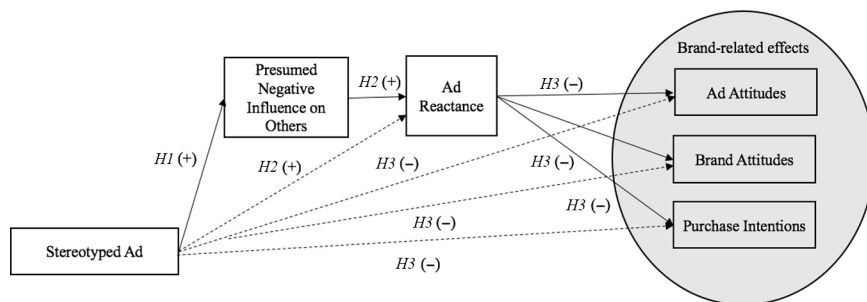 Brand-related effects
Presumed
Negative
Influence on
Others
H2 (+)
Ad
Reactance
H3 (–)
Ad Attitudes
H1 (+)
H2 (+)
H3 (–)
H3 (–)
Brand Attitudes
H3 (–)
H3 (–)
Purchase Intentions
Stereotyped Ad
H3 (–)